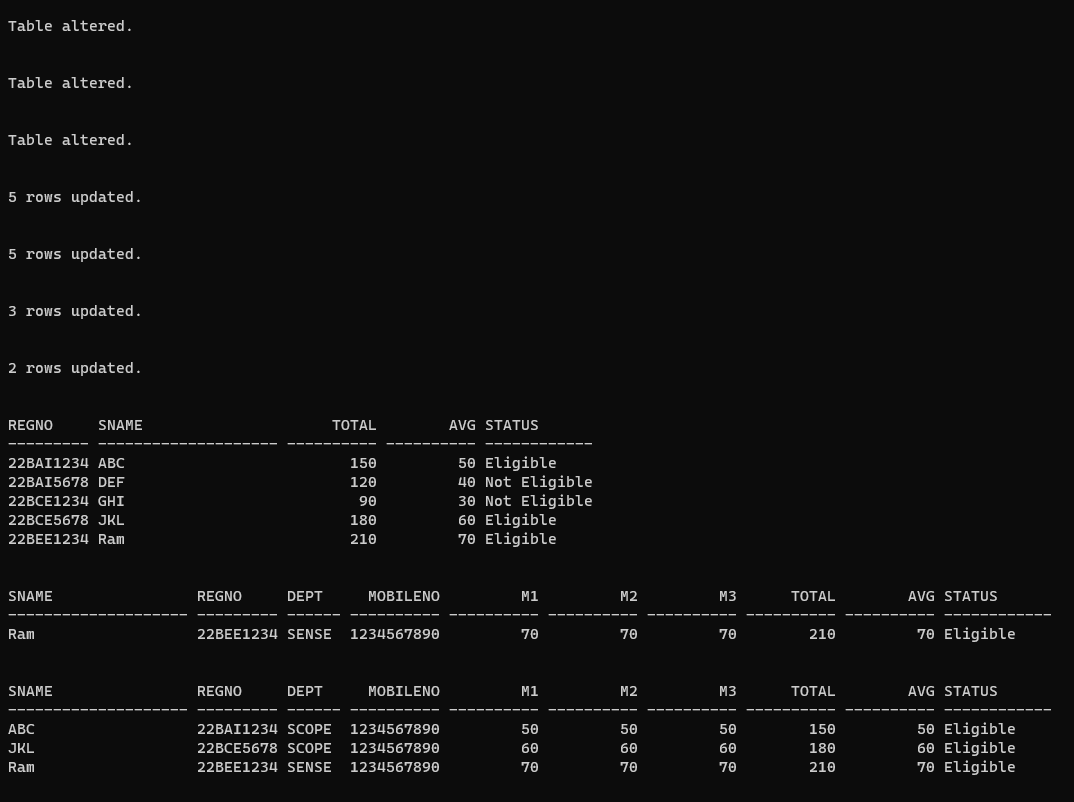 Table altered.
Table altered.
Table altered.
5 rows updated.
5 rows updated.
3 rows updated.
2 rows updated.
REGNO     SNAME                     TOTAL        AVG STATUS
--------- -------------------- ---------- ---------- ------------
22BAI1234 ABC                         150         50 Eligible
22BAI5678 DEF                         120         40 Not Eligible
22BCE1234 GHI                          90         30 Not Eligible
22BCE5678 JKL                         180         60 Eligible
22BEE1234 Ram                         210         70 Eligible
SNAME                REGNO     DEPT     MOBILENO         M1         M2         M3      TOTAL        AVG STATUS
-------------------- --------- ------ ---------- ---------- ---------- ---------- ---------- ---------- ------------
Ram                  22BEE1234 SENSE  1234567890         70         70         70        210         70 Eligible
SNAME                REGNO     DEPT     MOBILENO         M1         M2         M3      TOTAL        AVG STATUS
-------------------- --------- ------ ---------- ---------- ---------- ---------- ---------- ---------- ------------
ABC                  22BAI1234 SCOPE  1234567890         50         50         50        150         50 Eligible
JKL                  22BCE5678 SCOPE  1234567890         60         60         60        180         60 Eligible
Ram                  22BEE1234 SENSE  1234567890         70         70         70        210         70 Eligible